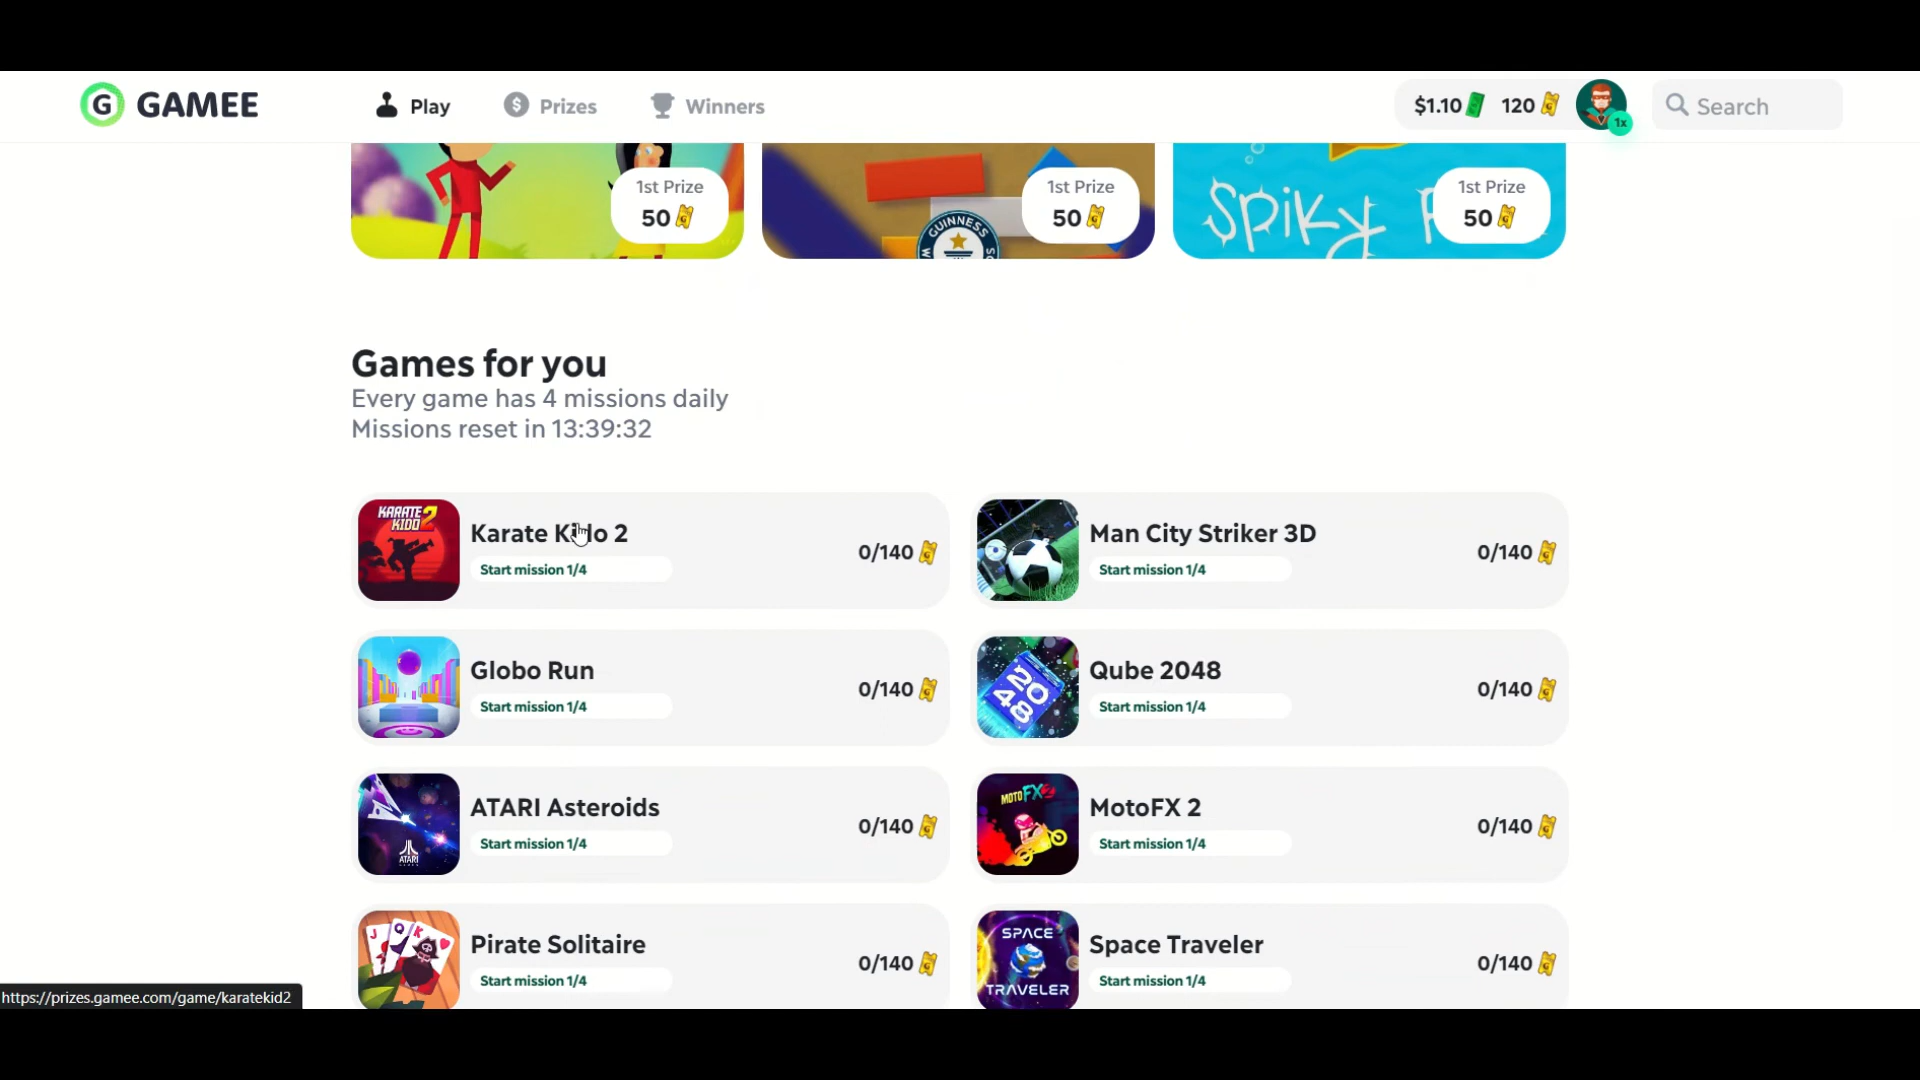 G GAMEE
Play
Prizes
Winners
$1.10
120
1x
Search
1st Prize
50
GUINNESS
1st Prize
50
Spiky
1st Prize
50
Games for you
Every game has 4 missions daily
Missions reset in 13:39:32
KARATE
KIDO 2
Karate Kido 2
Start mission 1/4
0/140
Man City Striker 3D
Start mission 1/4
0/140
Globo Run
Start mission 1/4
0/140
2048
Qube 2048
Start mission 1/4
0/140
ATARI
ATARI Asteroids
Start mission 1/4
0/140
MOTOFX2
MotoFX 2
Start mission 1/4
0/140
J Q K
Pirate Solitaire
Start mission 1/4
0/140
SPACE
TRAVELER
Space Traveler
Start mission 1/4
0/140
https://prizes.gamee.com/game/karatekid2